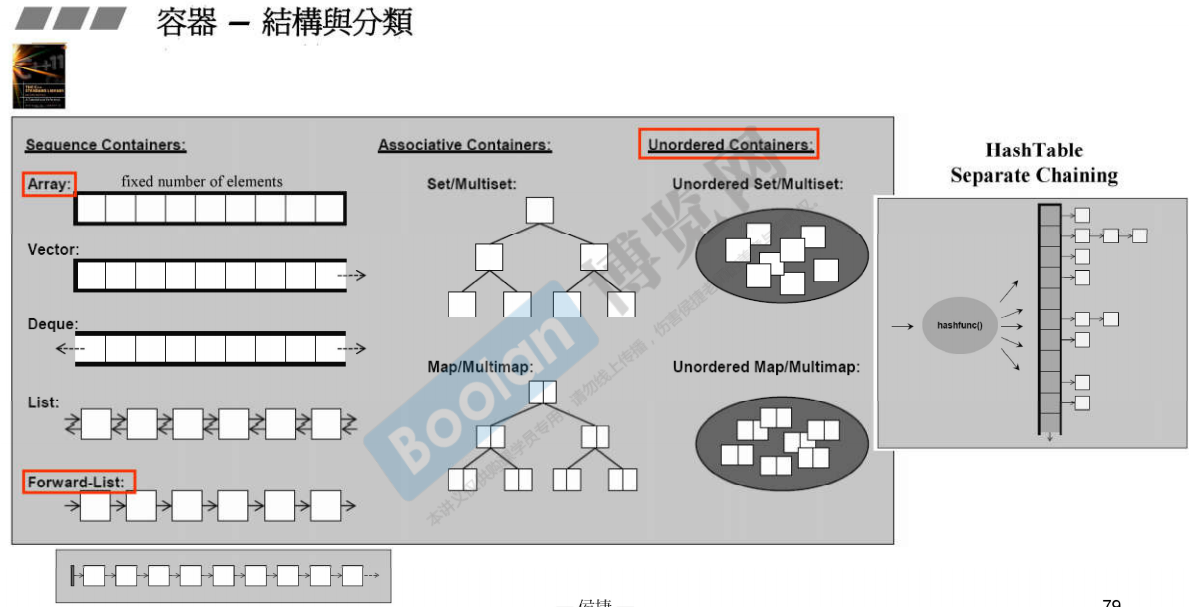 容器 – 結構與分類
C++11
Sequence Containers:
Array:
fixed number of elements
Vector:
Deque:
List:
Forward-List:
Associative Containers:
Set/Multiset:
Map/Multimap:
Unordered Containers:
Unordered Set/Multiset:
Unordered Map/Multimap:
HashTable
Separate Chaining
hashfunc()
Boolan 博览网
侯捷
79